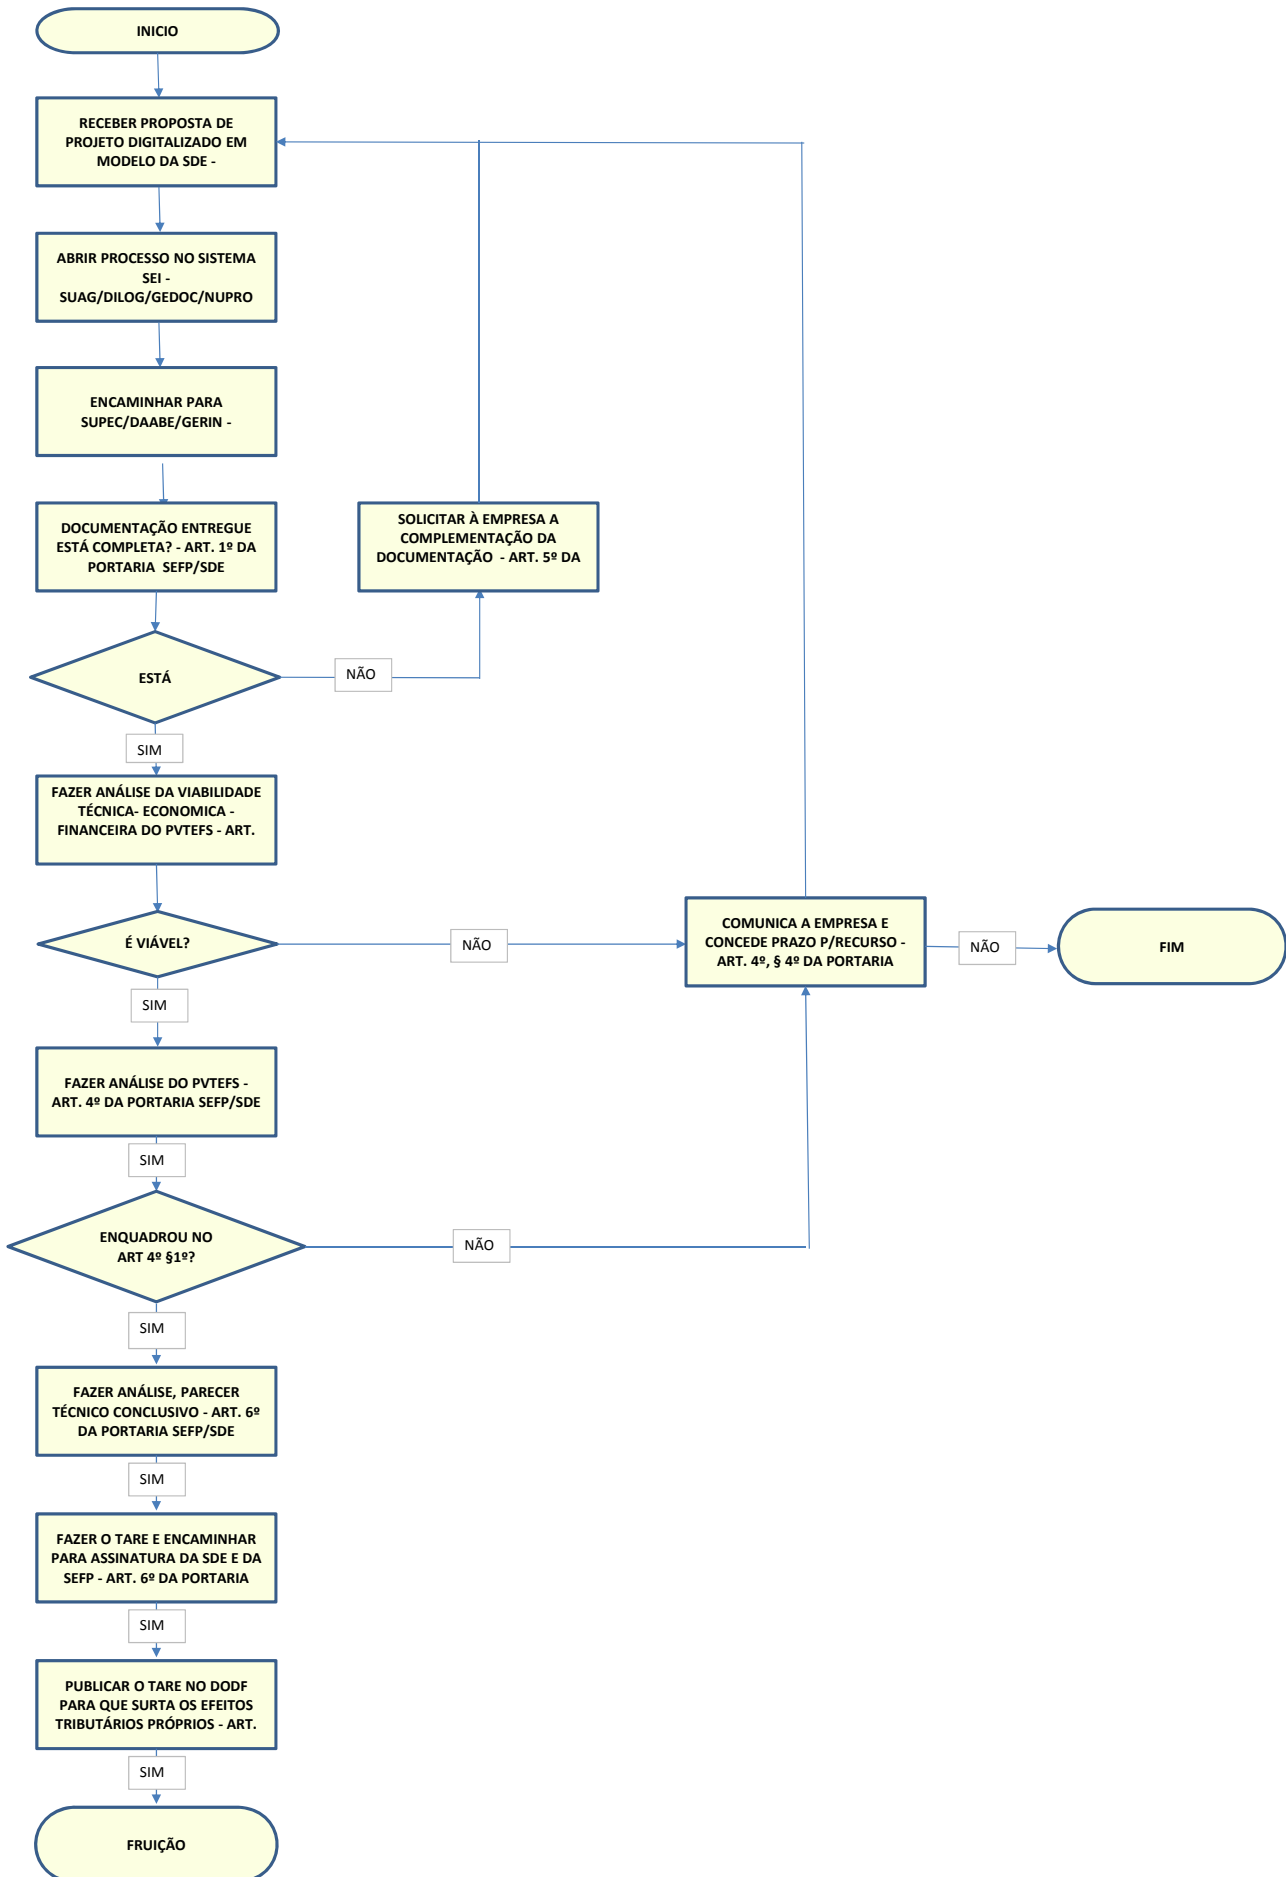 INICIO
RECEBER PROPOSTA DE
PROJETO DIGITALIZADO EM
MODELO DA SDE -
ABRIR PROCESSO NO SISTEMA
SEI -
SUAG/DILOG/GEDOC/NUPRO
ENCAMINHAR PARA
SUPEC/DAABE/GERIN -
DOCUMENTAÇÃO ENTREGUE
ESTÁ COMPLETA? - ART. 1º DA
PORTARIA SEFP/SDE
SOLICITAR À EMPRESA A
COMPLEMENTAÇÃO DA
DOCUMENTAÇÃO - ART. 5º DA
ESTÁ
NÃO
SIM
FAZER ANÁLISE DA VIABILIDADE
TÉCNICA- ECONOMICA -
FINANCEIRA DO PVTEFS - ART.
É VIÁVEL?
NÃO
COMUNICA A EMPRESA E
CONCEDE PRAZO P/RECURSO -
ART. 4º, § 4º DA PORTARIA
NÃO
FIM
SIM
FAZER ANÁLISE DO PVTEFS -
ART. 4º DA PORTARIA SEFP/SDE
SIM
ENQUADROU NO
ART 4º §1º?
NÃO
SIM
FAZER ANÁLISE, PARECER
TÉCNICO CONCLUSIVO - ART. 6º
DA PORTARIA SEFP/SDE
SIM
FAZER O TARE E ENCAMINHAR
PARA ASSINATURA DA SDE E DA
SEFP - ART. 6º DA PORTARIA
SIM
PUBLICAR O TARE NO DODF
PARA QUE SURTA OS EFEITOS
TRIBUTÁRIOS PRÓPRIOS - ART.
SIM
FRUIÇÃO